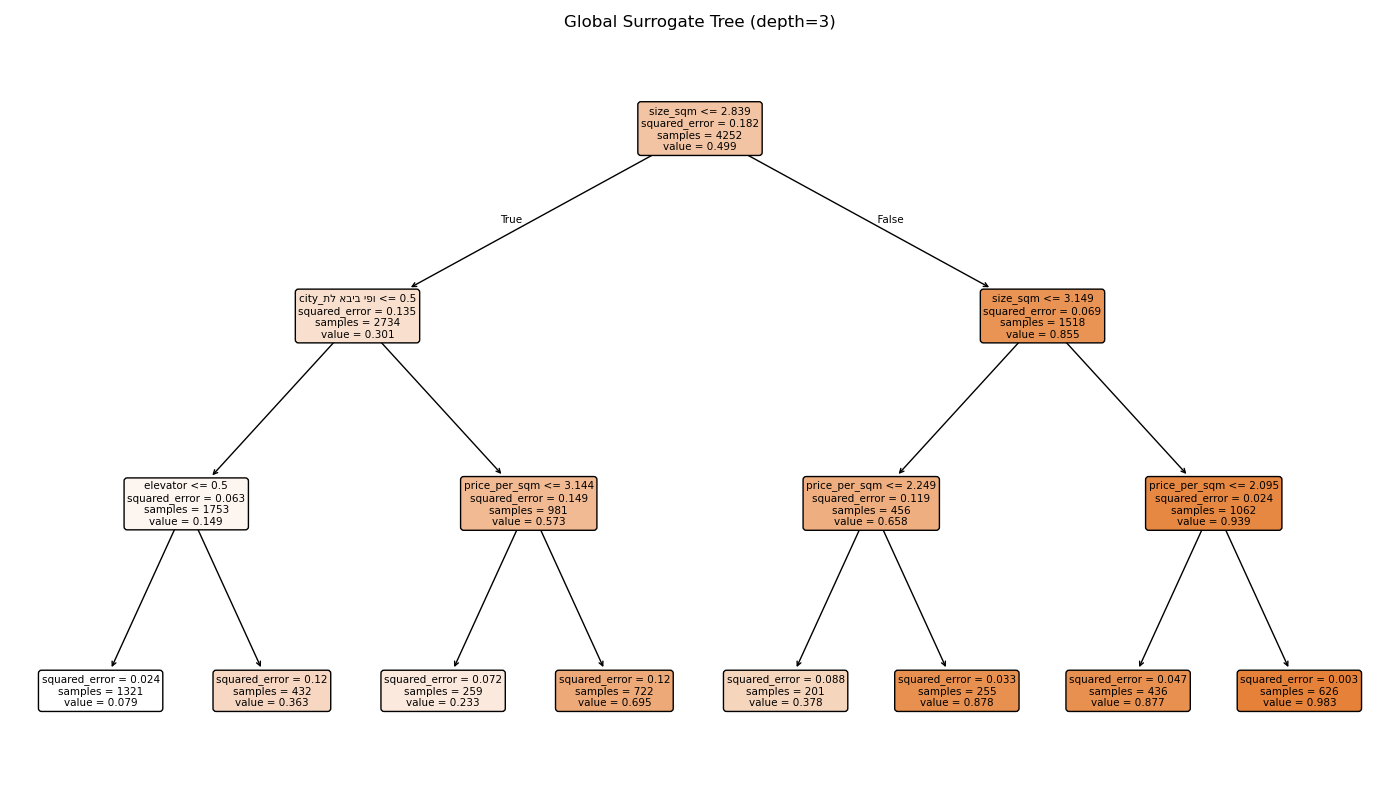 Global Surrogate Tree (depth=3)
size_sqm <= 2.839
squared_error = 0.182
samples = 4252
value = 0.499
True
False
city_ופי ביבא לת <= 0.5
squared_error = 0.135
samples = 2734
value = 0.301
size_sqm <= 3.149
squared_error = 0.069
samples = 1518
value = 0.855
elevator <= 0.5
squared_error = 0.063
samples = 1753
value = 0.149
price_per_sqm <= 3.144
squared_error = 0.149
samples = 981
value = 0.573
price_per_sqm <= 2.249
squared_error = 0.119
samples = 456
value = 0.658
price_per_sqm <= 2.095
squared_error = 0.024
samples = 1062
value = 0.939
squared_error = 0.024
samples = 1321
value = 0.079
squared_error = 0.12
samples = 432
value = 0.363
squared_error = 0.072
samples = 259
value = 0.233
squared_error = 0.12
samples = 722
value = 0.695
squared_error = 0.088
samples = 201
value = 0.378
squared_error = 0.033
samples = 255
value = 0.878
squared_error = 0.047
samples = 436
value = 0.877
squared_error = 0.003
samples = 626
value = 0.983